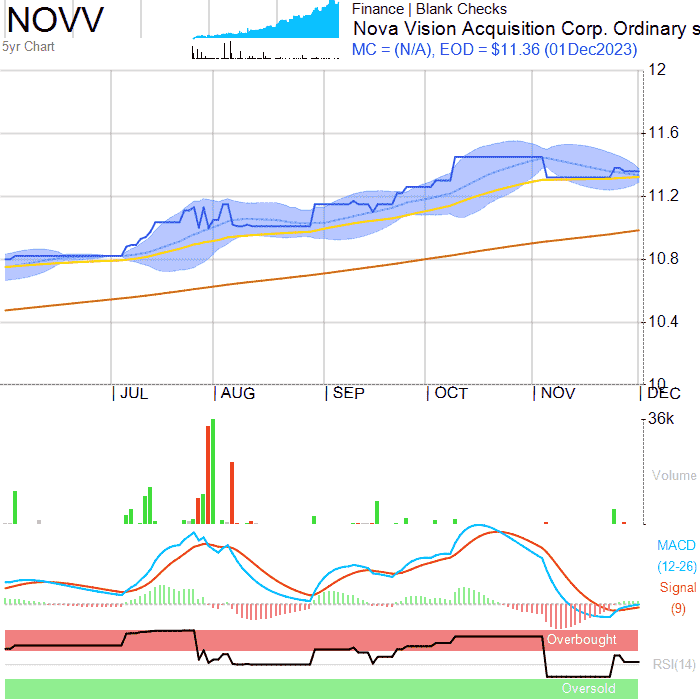 NOVV
5yr Chart
Finance | Blank Checks
Nova Vision Acquisition Corp. Ordinary s
MC = (N/A), EOD = $11.36 (01Dec2023)
12
11.6
11.2
10.8
10.4
10
JUL AUG SEP OCT NOV DEC
36k
Volume
MACD
(12-26)
Signal
(9)
Overbought
RSI(14)
Oversold